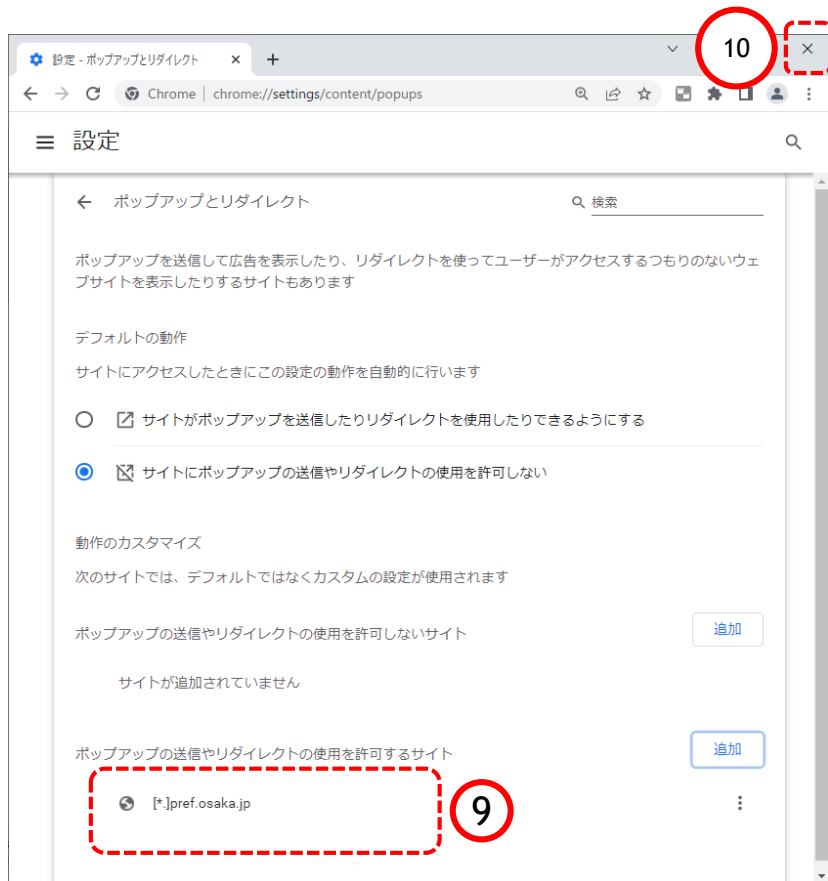 10
設定 - ポップアップとリダイレクト
Chrome | chrome://settings/content/popups
設定
ポップアップとリダイレクト
検索
ポップアップを送信して広告を表示したり、リダイレクトを使ってユーザーがアクセスするつもりのないウェ
ブサイトを表示したりするサイトもあります
デフォルトの動作
サイトにアクセスしたときにこの設定の動作を自動的に行います
サイトがポップアップを送信したりリダイレクトを使用したりできるようにする
サイトにポップアップの送信やリダイレクトの使用を許可しない
動作のカスタマイズ
次のサイトでは、デフォルトではなくカスタムの設定が使用されます
ポップアップの送信やリダイレクトの使用を許可しないサイト
追加
サイトが追加されていません
ポップアップの送信やリダイレクトの使用を許可するサイト
追加
[*.]pref.osaka.jp
9